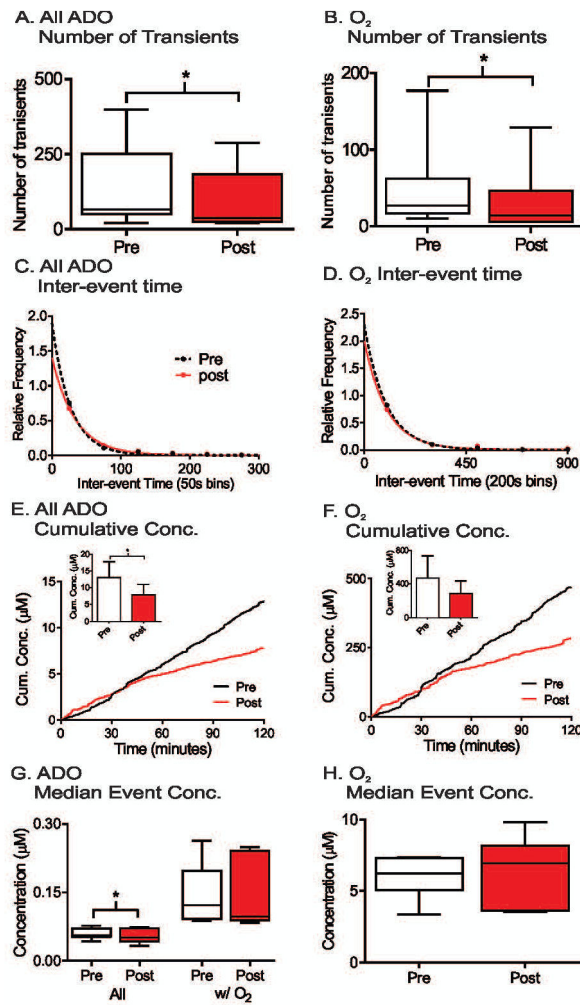 A. All ADO
Number of Transients
Number of tranisents
500
250
0
*
Pre
Post
B. O₂
Number of Transients
Number of tranisents
200
100
0
*
Pre
Post
C. All ADO
Inter-event time
Relative Frequency
2.0
1.5
1.0
0.5
0.0
Pre
post
0
100
200
300
Inter-event Time (50s bins)
D. O₂ Inter-event time
Relative Frequency
2.5
2.0
1.5
1.0
0.5
0.0
0
450
900
Inter-event Time (200s bins)
E. All ADO
Cumulative Conc.
Cum. Conc. (µM)
15
10
5
0
Cum. Conc. (µM)
20
15
10
5
0
*
Pre
Post
Pre
Post
0
30
60
90
120
Time (minutes)
F. O₂
Cumulative Conc.
Cum. Conc. (µM)
500
250
0
Cum. Conc. (µM)
800
400
0
Pre
Post
Pre
Post
0
30
60
90
120
Time (minutes)
G. ADO
Median Event Conc.
Concentration (µM)
0.30
0.15
0.00
*
Pre
Post
Pre
Post
All
w/ O₂
H. O₂
Median Event Conc.
Concentration (µM)
10
5
0
Pre
Post